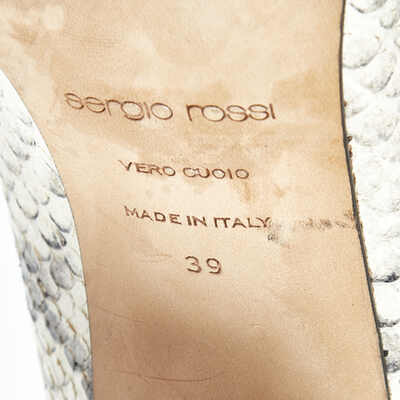 sergio rossi
VERO CUOIO
MADE IN ITALY
39